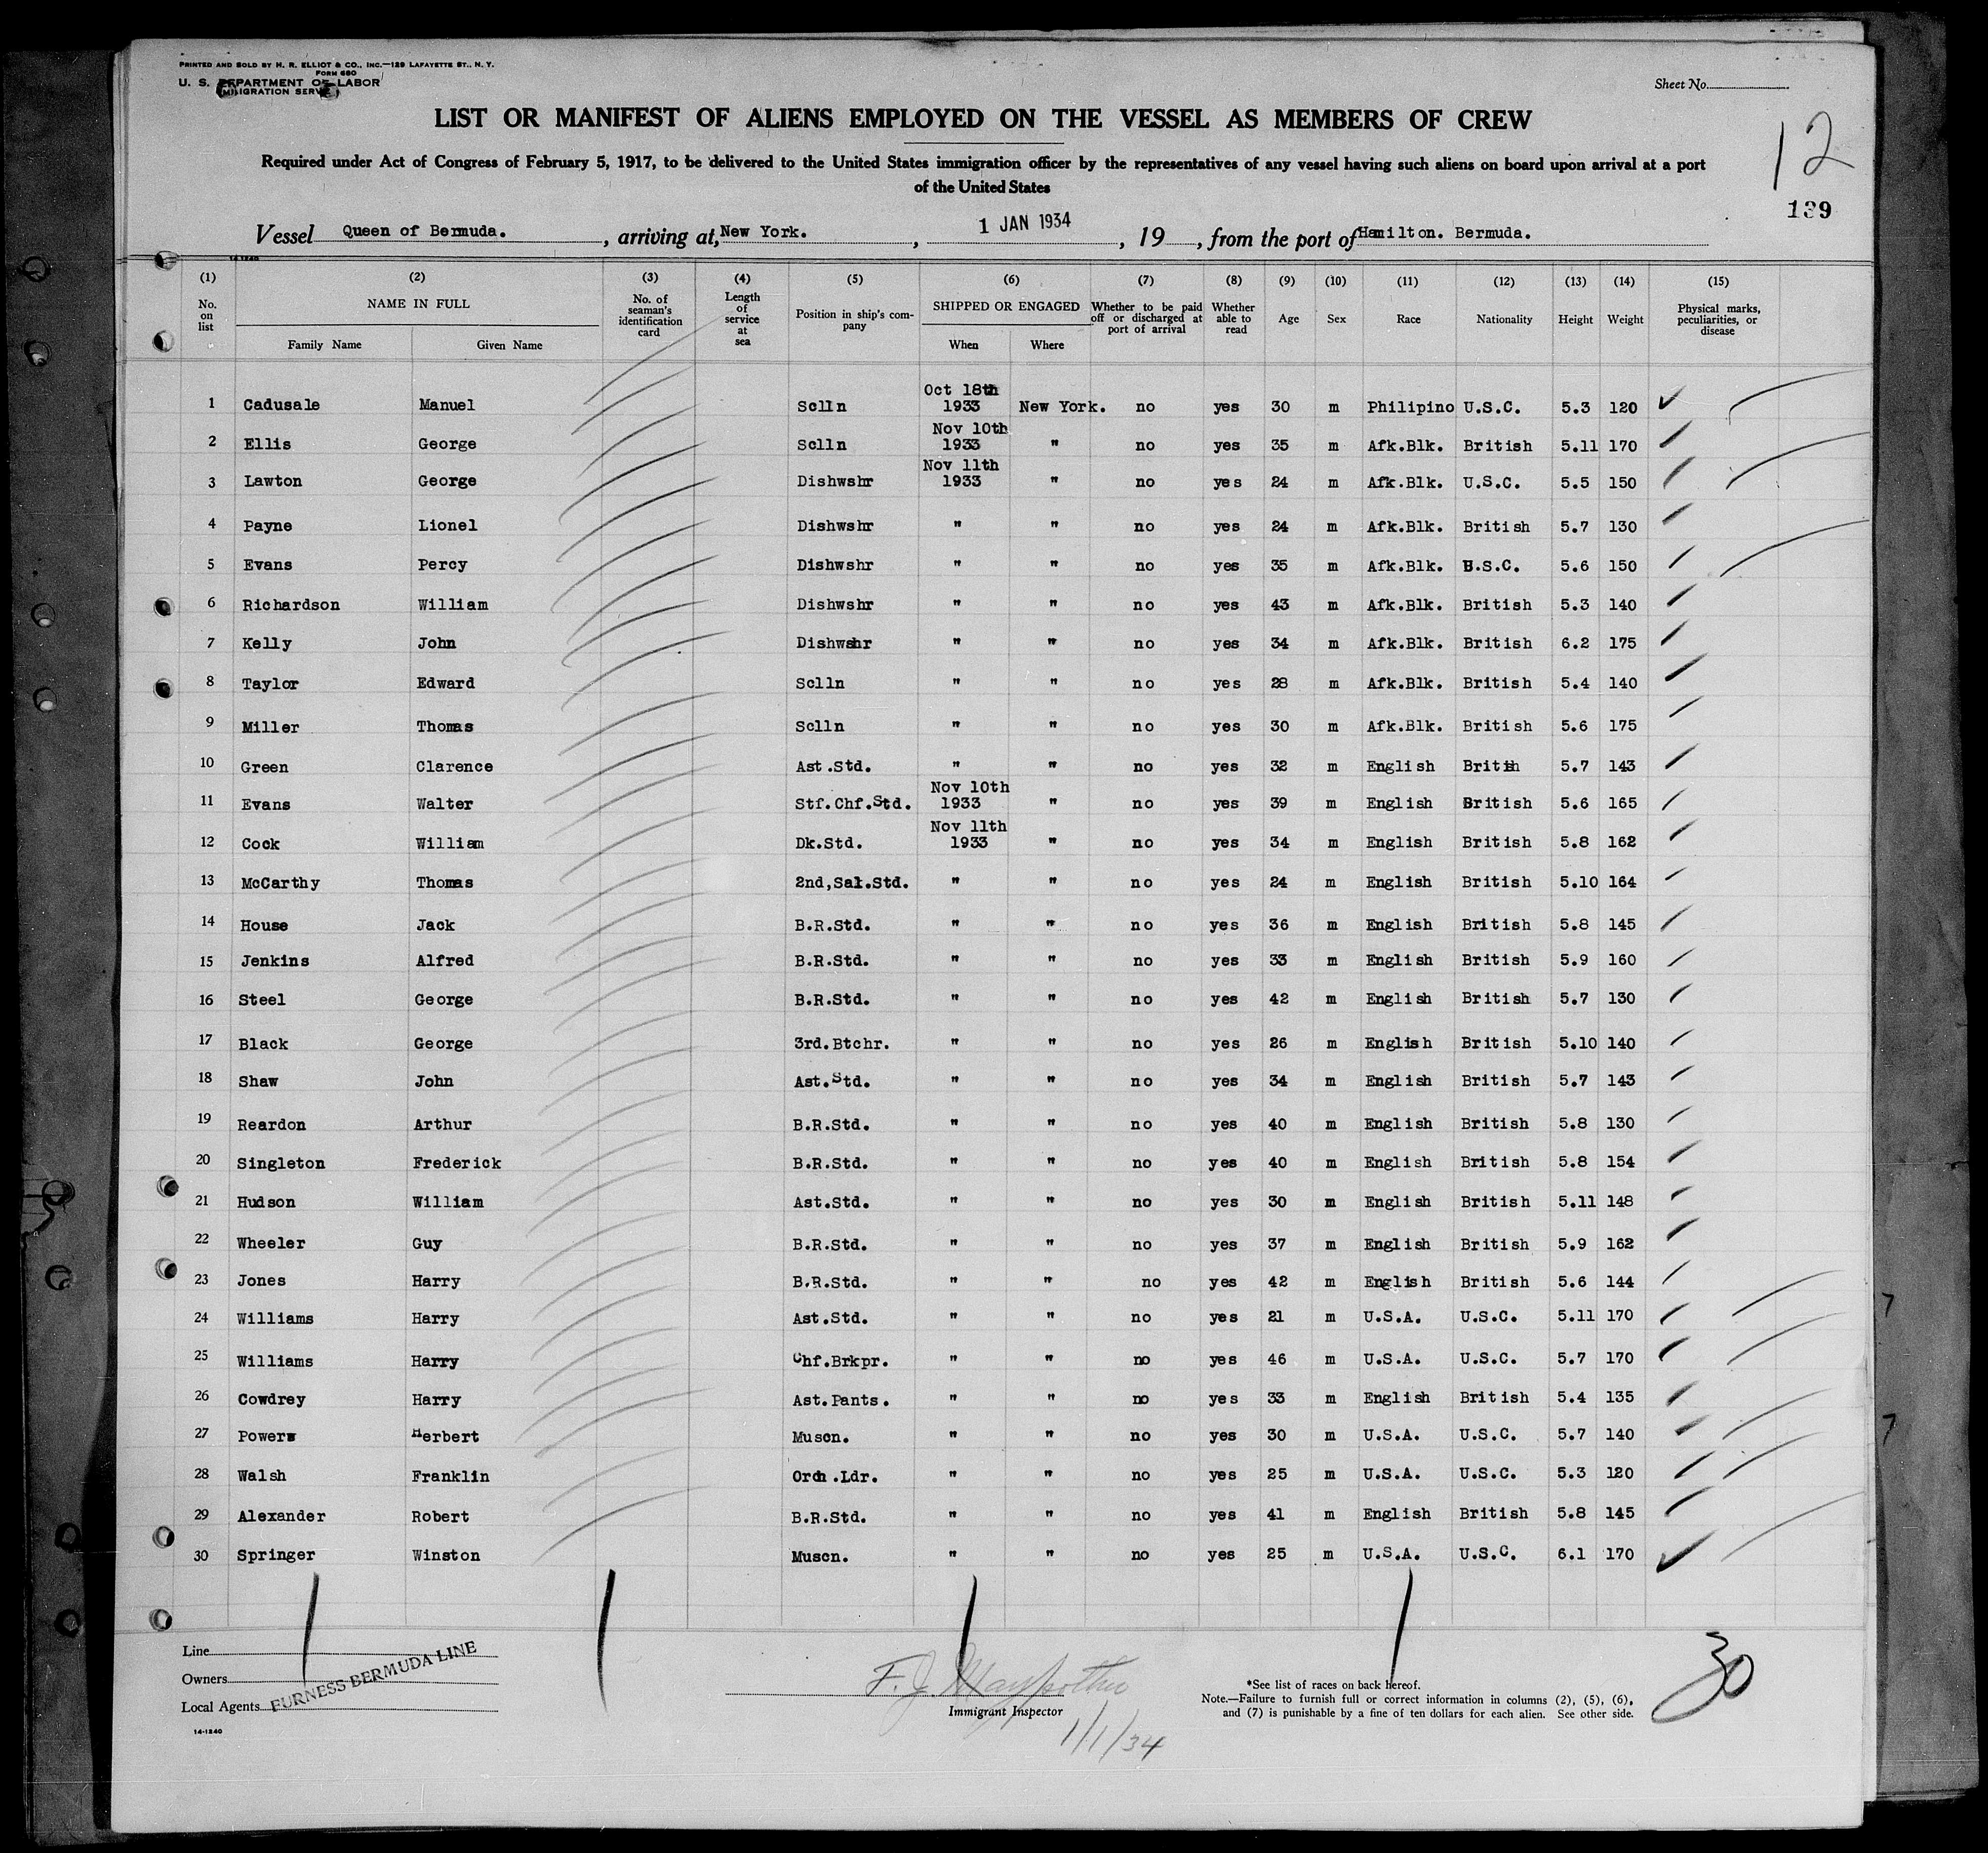 PRINTED AND SOLD BY H. R. ELLIOT & CO., INC.—129 LAFAYETTE ST., N. Y.
FORM 680
U. S. DEPARTMENT OF LABOR
IMMIGRATION SERVICE
Sheet No.
LIST OR MANIFEST OF ALIENS EMPLOYED ON THE VESSEL AS MEMBERS OF CREW
12
Required under Act of Congress of February 5, 1917, to be delivered to the United States immigration officer by the representatives of any vessel having such aliens on board upon arrival at a port
of the United States
139
Vessel Queen of Bermuda. , arriving at, New York. , 1 JAN 1934 , 19 , from the port of Hamilton. Bermuda.
14-1240
(1) (2) (3) (4) (5) (6) (7) (8) (9) (10) (11) (12) (13) (14) (15)
No. on list NAME IN FULL Family Name Given Name No. of seaman's identification card Length of service at sea Position in ship's company SHIPPED OR ENGAGED When Where Whether to be paid off or discharged at port of arrival Whether able to read Age Sex Race Nationality Height Weight Physical marks, peculiarities, or disease
1 Cadusale Manuel Sclln Oct 18th 1933 New York. no yes 30 m Philipino U.S.C. 5.3 120
2 Ellis George Sclln Nov 10th 1933 " no yes 35 m Afk.Blk. British 5.11 170
3 Lawton George Dishwshr Nov 11th 1933 " no yes 24 m Afk.Blk. U.S.C. 5.5 150
4 Payne Lionel Dishwshr " " no yes 24 m Afk.Blk. British 5.7 130
5 Evans Percy Dishwshr " " no yes 35 m Afk.Blk. U.S.C. 5.6 150
6 Richardson William Dishwshr " " no yes 43 m Afk.Blk. British 5.3 140
7 Kelly John Dishwshr " " no yes 34 m Afk.Blk. British 6.2 175
8 Taylor Edward Sclln " " no yes 28 m Afk.Blk. British 5.4 140
9 Miller Thomas Sclln " " no yes 30 m Afk.Blk. British 5.6 175
10 Green Clarence Ast.Std. " " no yes 32 m English British 5.7 143
11 Evans Walter Stf.Chf.Std. Nov 10th 1933 " no yes 39 m English British 5.6 165
12 Cock William Dk.Std. Nov 11th 1933 " no yes 34 m English British 5.8 162
13 McCarthy Thomas 2nd,Sal.Std. " " no yes 24 m English British 5.10 164
14 House Jack B.R.Std. " " no yes 36 m English British 5.8 145
15 Jenkins Alfred B.R.Std. " " no yes 33 m English British 5.9 160
16 Steel George B.R.Std. " " no yes 42 m English British 5.7 130
17 Black George 3rd.Btchr. " " no yes 26 m English British 5.10 140
18 Shaw John Ast.Std. " " no yes 34 m English British 5.7 143
19 Reardon Arthur B.R.Std. " " no yes 40 m English British 5.8 130
20 Singleton Frederick B.R.Std. " " no yes 40 m English British 5.8 154
21 Hudson William Ast.Std. " " no yes 30 m English British 5.11 148
22 Wheeler Guy B.R.Std. " " no yes 37 m English British 5.9 162
23 Jones Harry B.R.Std. " " no yes 42 m English British 5.6 144
24 Williams Harry Ast.Std. " " no yes 21 m U.S.A. U.S.C. 5.11 170
25 Williams Harry Chf.Brkpr. " " no yes 46 m U.S.A. U.S.C. 5.7 170
26 Cowdrey Harry Ast.Pants. " " no yes 33 m English British 5.4 135
27 Powers Herbert Muscn. " " no yes 30 m U.S.A. U.S.C. 5.7 140
28 Walsh Franklin Orch.Ldr. " " no yes 25 m U.S.A. U.S.C. 5.3 120
29 Alexander Robert B.R.Std. " " no yes 41 m English British 5.8 145
30 Springer Winston Muscn. " " no yes 25 m U.S.A. U.S.C. 6.1 170
Line
Owners
Local Agents FURNESS BERMUDA LINE
14-1240
F. J.
Immigrant Inspector
1/1/34
*See list of races on back hereof.
Note.—Failure to furnish full or correct information in columns (2), (5), (6),
and (7) is punishable by a fine of ten dollars for each alien. See other side.
30